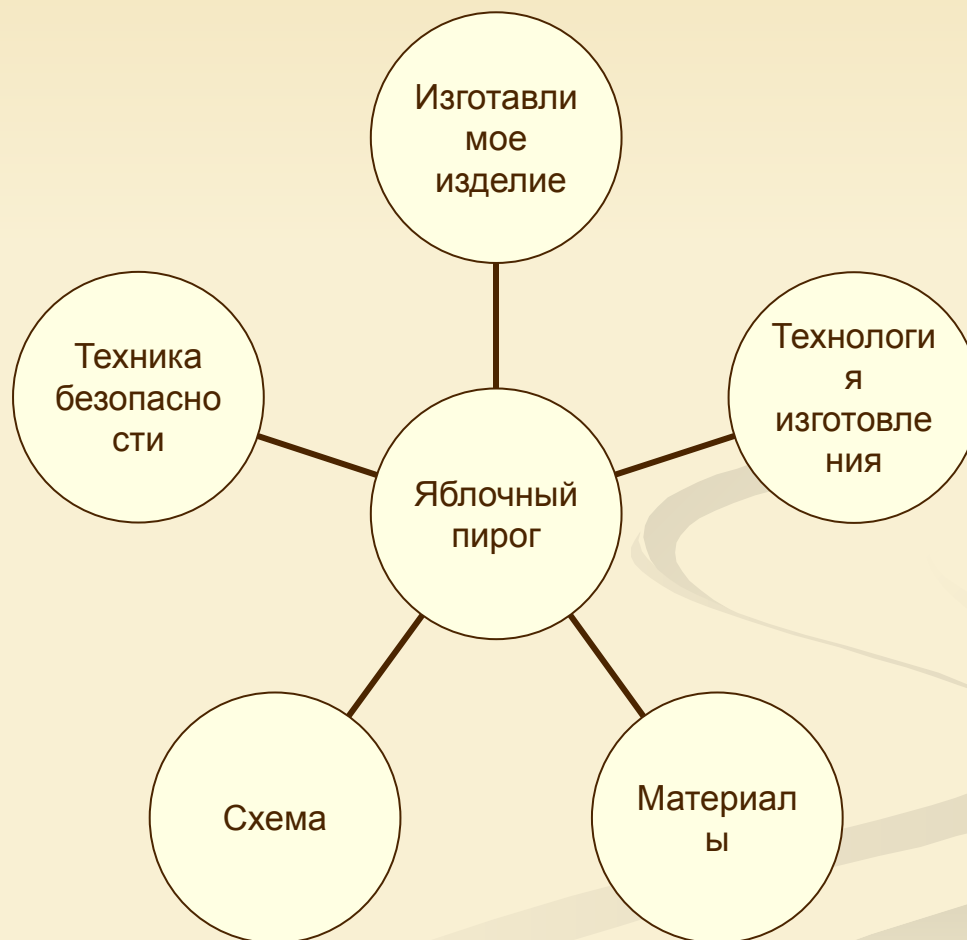 Изготавли
мое
изделие
Техника
безопасно
сти
Технологи
я
изготовле
ния
Яблочный
пирог
Схема
Материал
ы